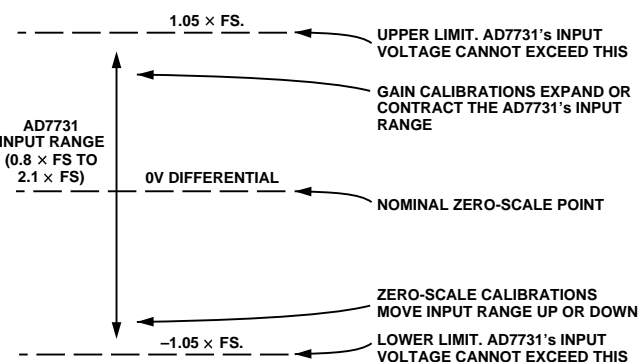 1.05 × FS.
UPPER LIMIT. AD7731's INPUT
VOLTAGE CANNOT EXCEED THIS
GAIN CALIBRATIONS EXPAND OR
CONTRACT THE AD7731's INPUT
RANGE
AD7731
INPUT RANGE
(0.8 × FS TO
2.1 × FS)
0V DIFFERENTIAL
NOMINAL ZERO-SCALE POINT
ZERO-SCALE CALIBRATIONS
MOVE INPUT RANGE UP OR DOWN
–1.05 × FS.
LOWER LIMIT. AD7731's INPUT
VOLTAGE CANNOT EXCEED THIS